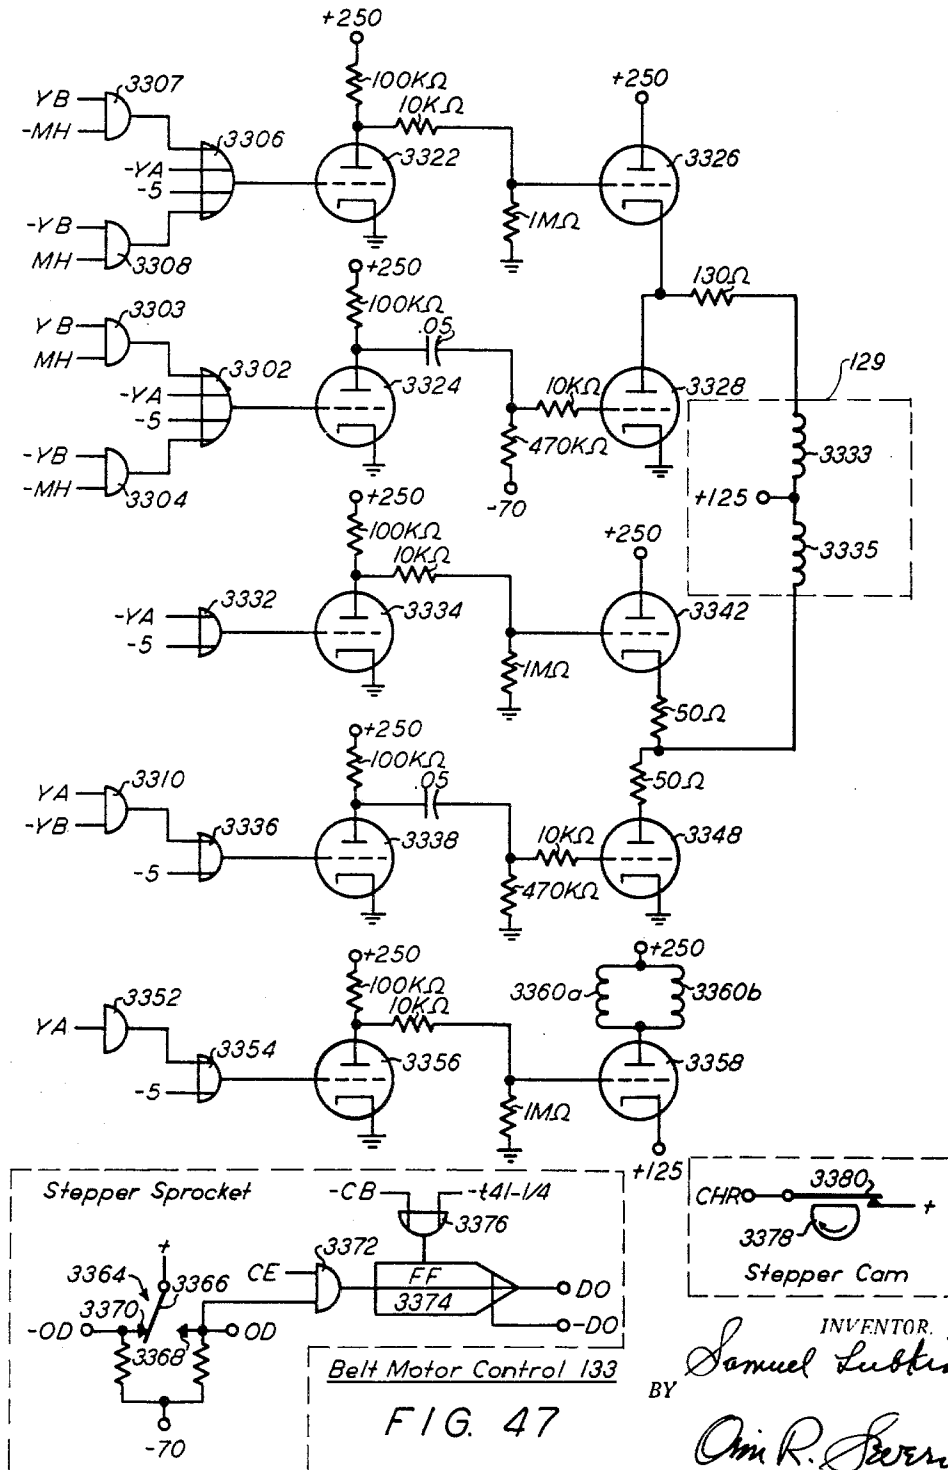 +250
100KΩ
10KΩ
+250
YB
-MH
3307
3306
-YA
-5
3322
3326
-YB
MH
3308
1MΩ
+250
100KΩ
130Ω
YB
MH
3303
3302
-YA
-5
.05
3324
10KΩ
3328
129
-YB
-MH
3304
470KΩ
-70
3333
+125
3335
+250
100KΩ
10KΩ
+250
-YA
-5
3332
3334
3342
1MΩ
50Ω
+250
100KΩ
50Ω
YA
-YB
3310
3336
-5
.05
3338
10KΩ
3348
470KΩ
+250
100KΩ
10KΩ
+250
3360a
3360b
YA
3352
3354
-5
3356
3358
1MΩ
+125
Stepper Sprocket
-CB
-t41-1/4
3376
CHR
3380
+
3378
Stepper Cam
+
3364
3366
3370
-OD
3368
OD
-70
CE
3372
FF
3374
DO
-DO
Belt Motor Control 133
FIG. 47
INVENTOR.
Samuel
BY